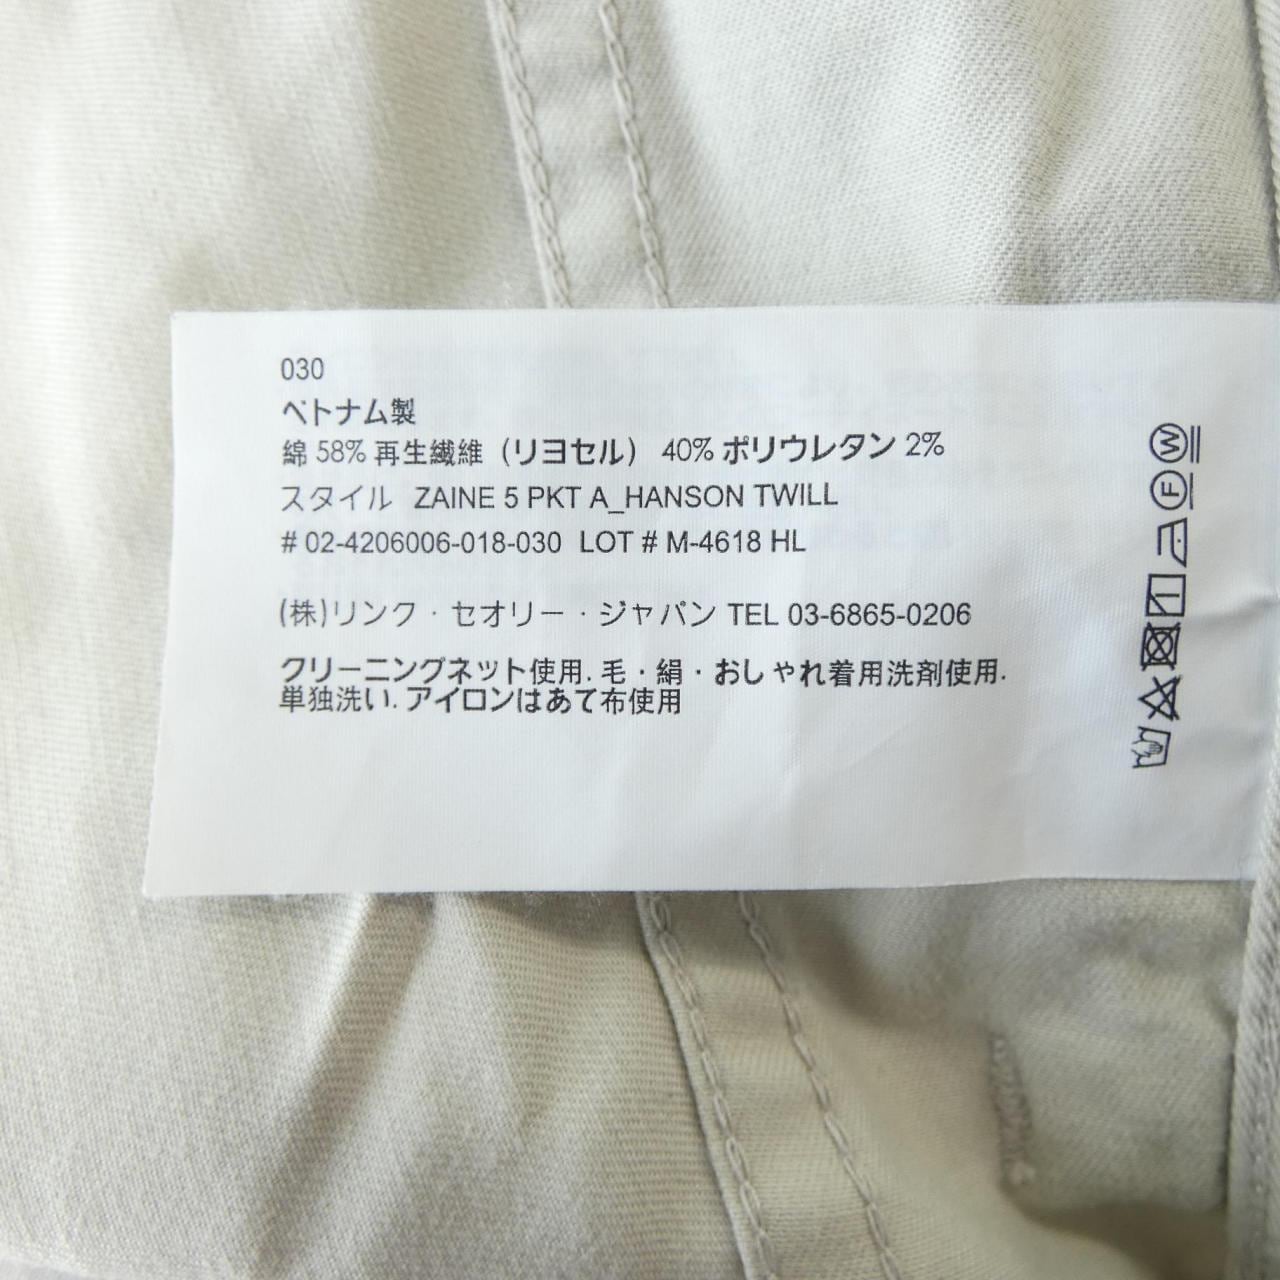 030
ベトナム製
綿 58% 再生繊維 (リヨセル) 40% ポリウレタン 2%
スタイル ZAINE 5 PKT A_HANSON TWILL
# 02-4206006-018-030 LOT # M-4618 HL
(株)リンク・セオリー・ジャパン TEL 03-6865-0206
クリーニングネット使用. 毛・絹・おしゃれ着用洗剤使用.
単独洗い. アイロンはあて布使用
W
F